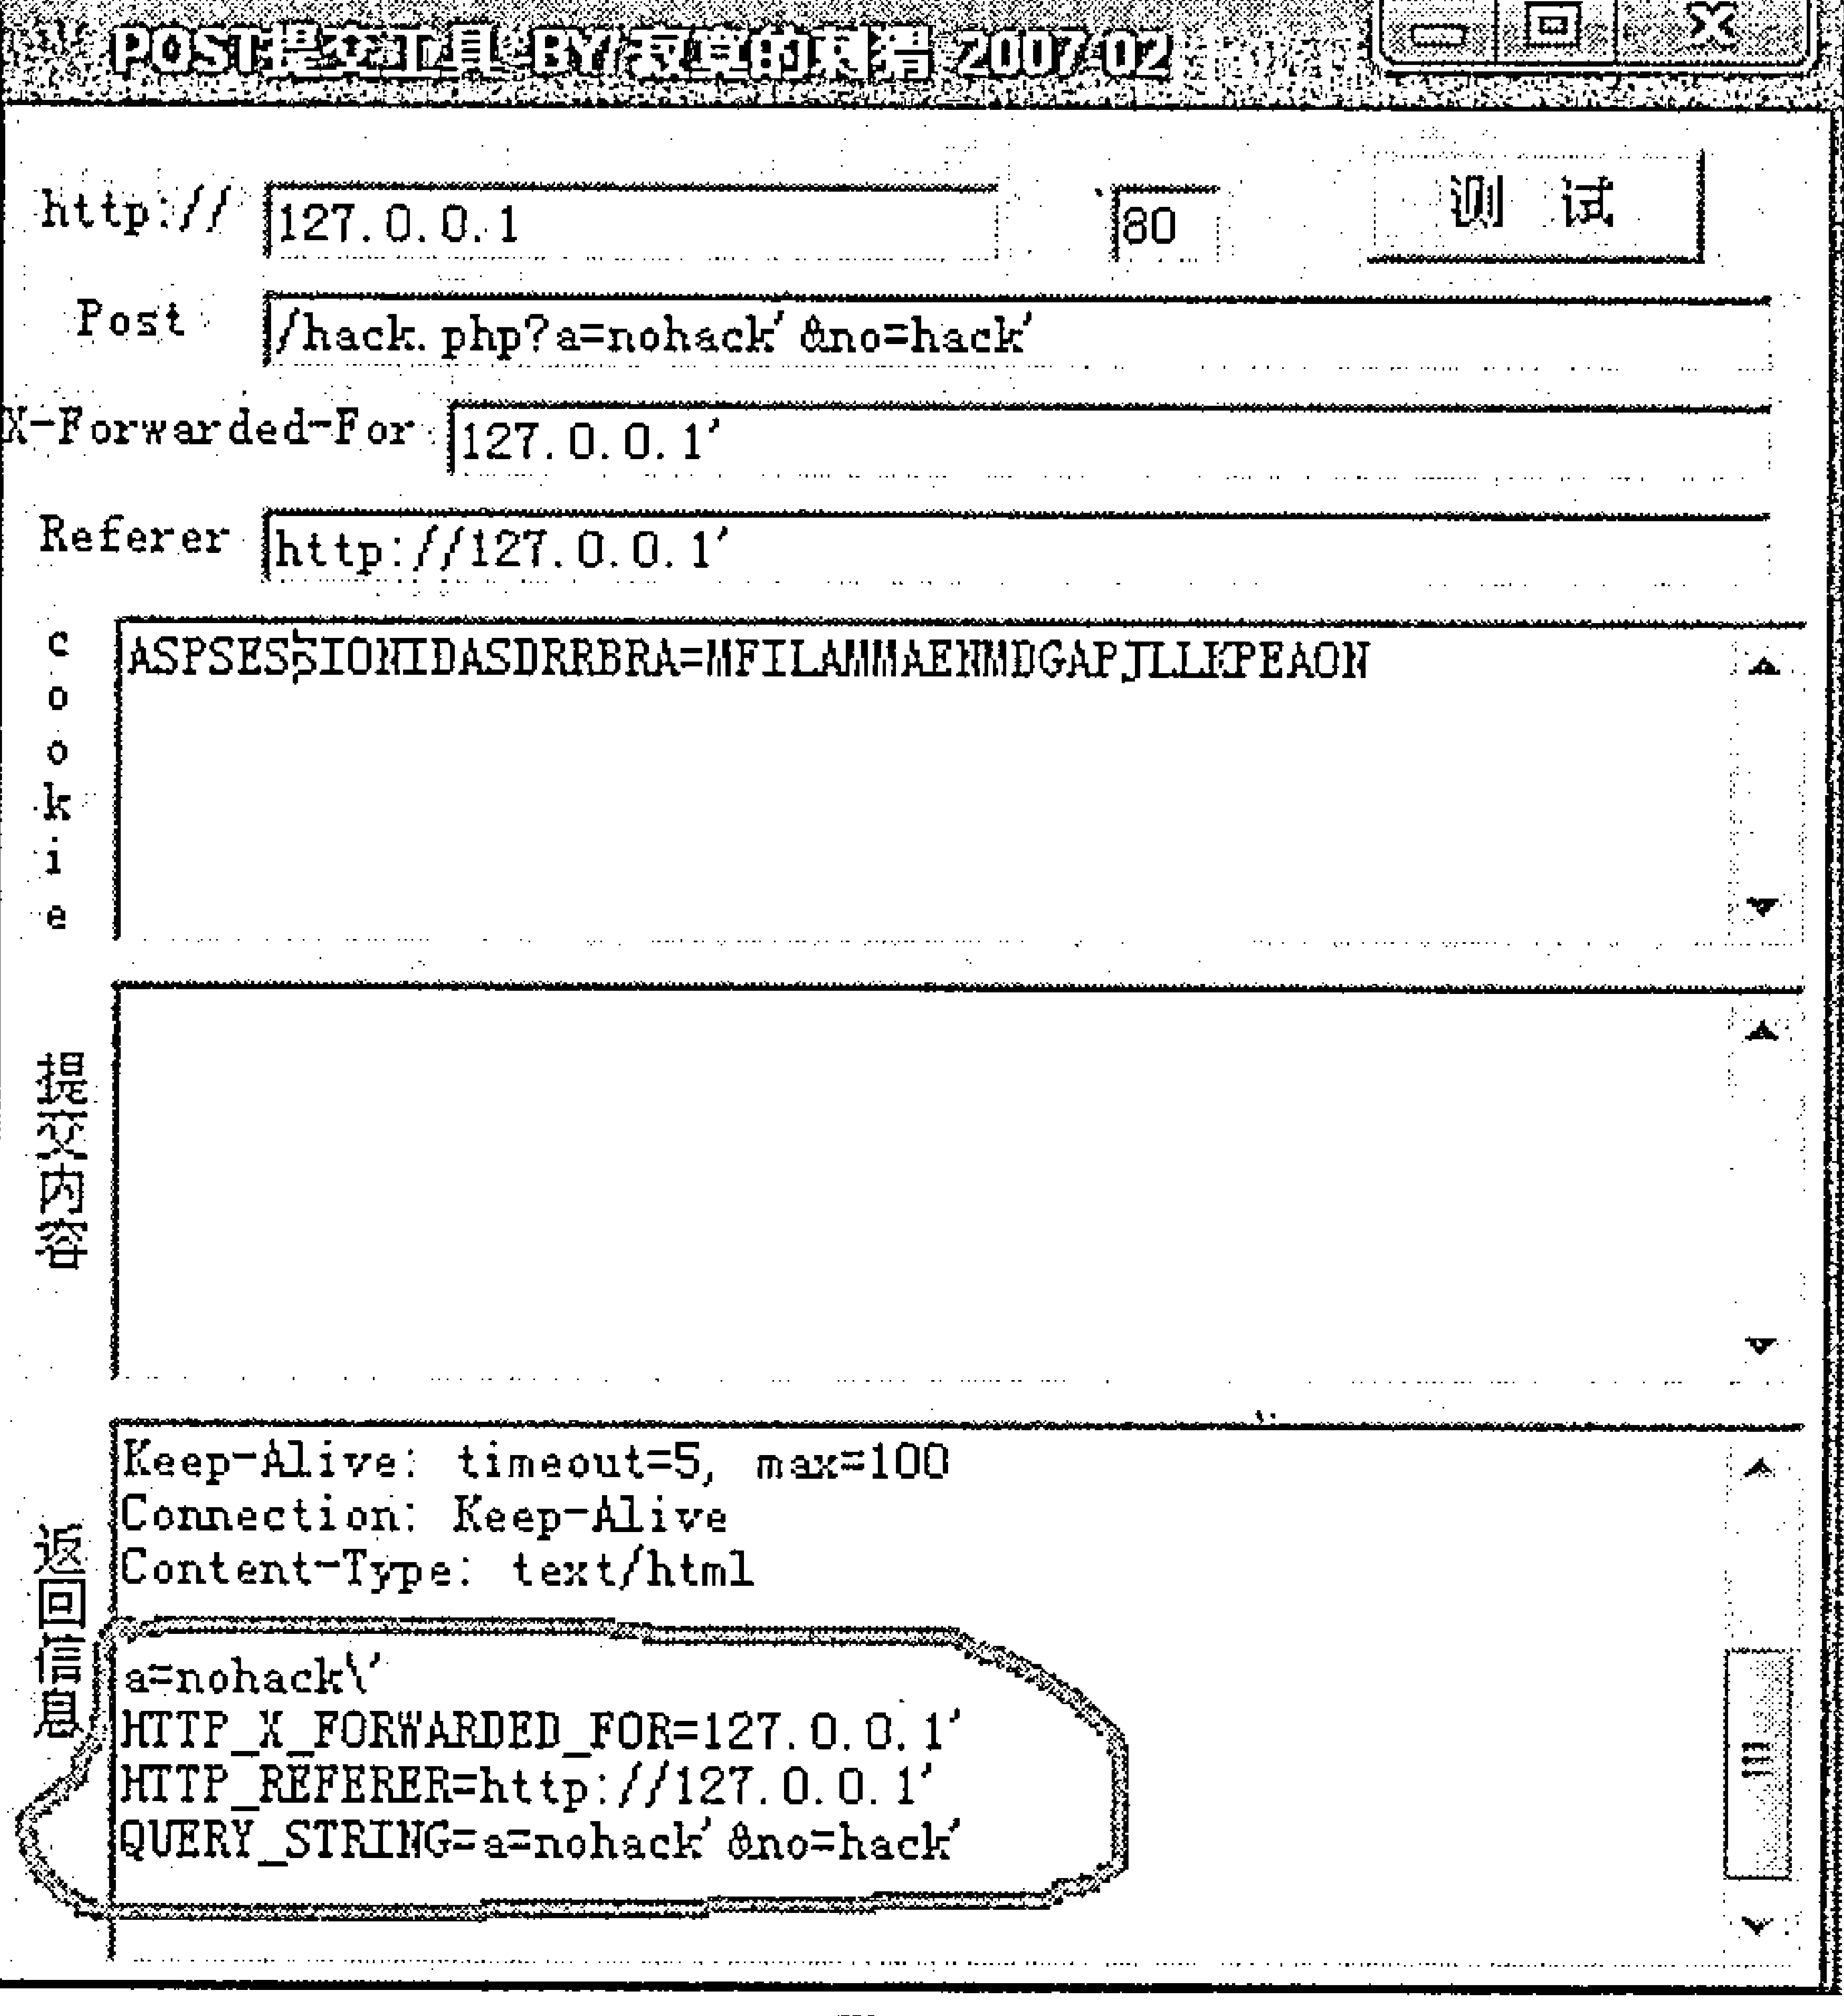 POST提交工具 BY 寂寞的刺猬 2007.02
http:// 127.0.0.1 80 测 试
Post /hack.php?a=nohack'&no=hack'
X-Forwarded-For 127.0.0.1'
Referer http://127.0.0.1'
cookie
ASPSESSIONIDASDRRBRA=MFILAMMAENMDGAPJLLKPEAON
提交内容
返回信息
Keep-Alive: timeout=5, max=100
Connection: Keep-Alive
Content-Type: text/html
a=nohack\'
HTTP_X_FORWARDED_FOR=127.0.0.1'
HTTP_REFERER=http://127.0.0.1'
QUERY_STRING=a=nohack'&no=hack'